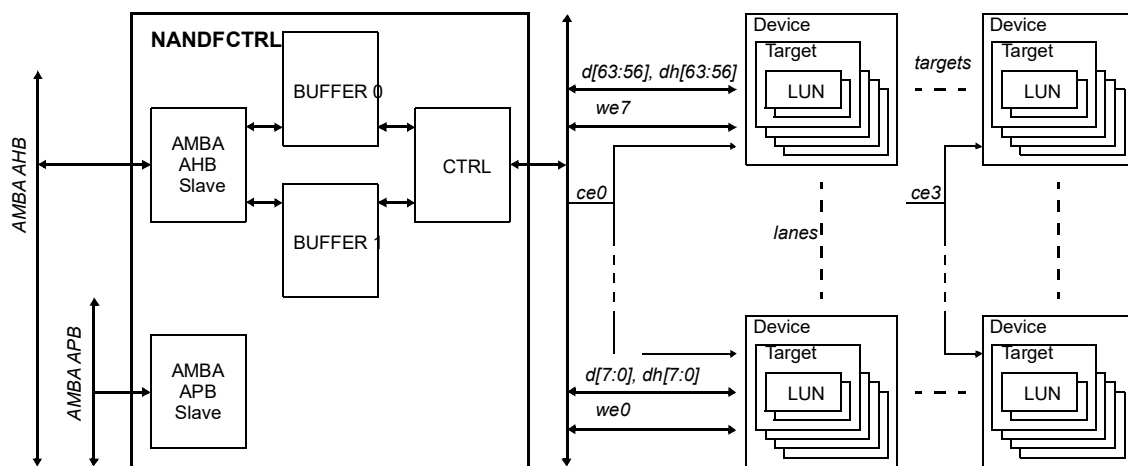 NANDFCTRL
AMBA AHB
AMBA
AHB
Slave
BUFFER 0
BUFFER 1
CTRL
AMBA APB
AMBA
APB
Slave
d[63:56], dh[63:56]
we7
ce0
lanes
d[7:0], dh[7:0]
we0
Device
Target
LUN
targets
ce3
Device
Target
LUN
Device
Target
LUN
Device
Target
LUN